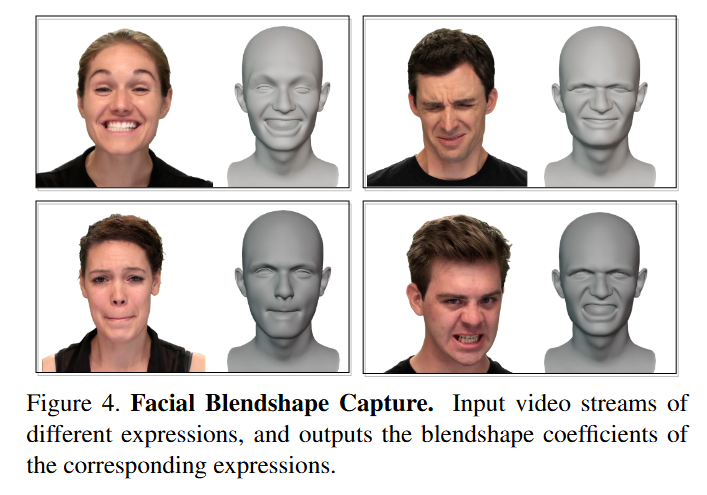 Figure 4. Facial Blendshape Capture. Input video streams of
different expressions, and outputs the blendshape coefficients of
the corresponding expressions.